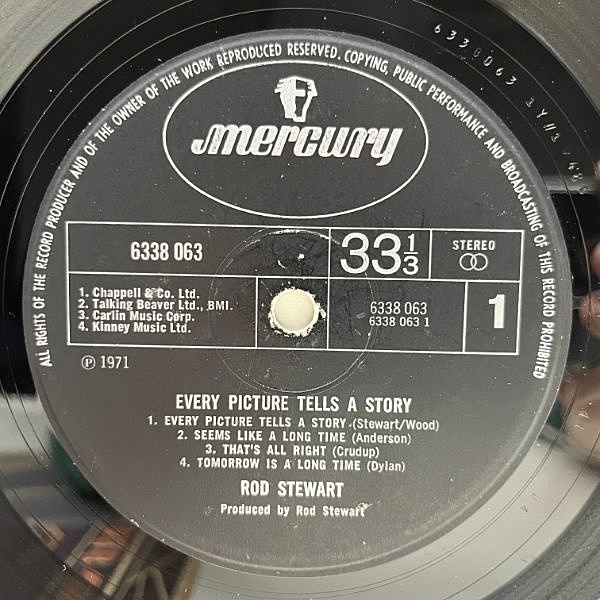 ALL RIGHTS OF THE RECORD PRODUCER AND OF THE OWNER OF THE WORK REPRODUCED RESERVED. COPYING, PUBLIC PERFORMANCE AND BROADCASTING OF THIS RECORD PROHIBITED
mercury
6338 063
33 1/3
STEREO
1. Chappell & Co. Ltd.
2. Talking Beaver Ltd., BMI.
3. Carlin Music Corp.
4. Kinney Music Ltd.
6338 063
6338 063 1
1
℗ 1971
EVERY PICTURE TELLS A STORY
1. EVERY PICTURE TELLS A STORY (Stewart/Wood)
2. SEEMS LIKE A LONG TIME (Anderson)
3. THAT'S ALL RIGHT (Crudup)
4. TOMORROW IS A LONG TIME (Dylan)
ROD STEWART
Produced by Rod Stewart
6338063